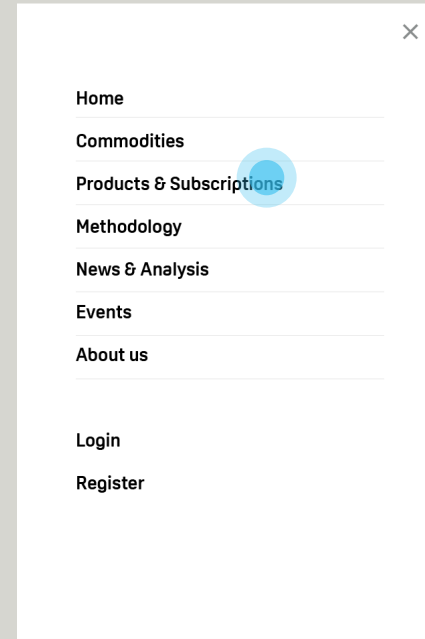 Home
Commodities
Products & Subscriptions
Methodology
News & Analysis
Events
About us
Login
Register